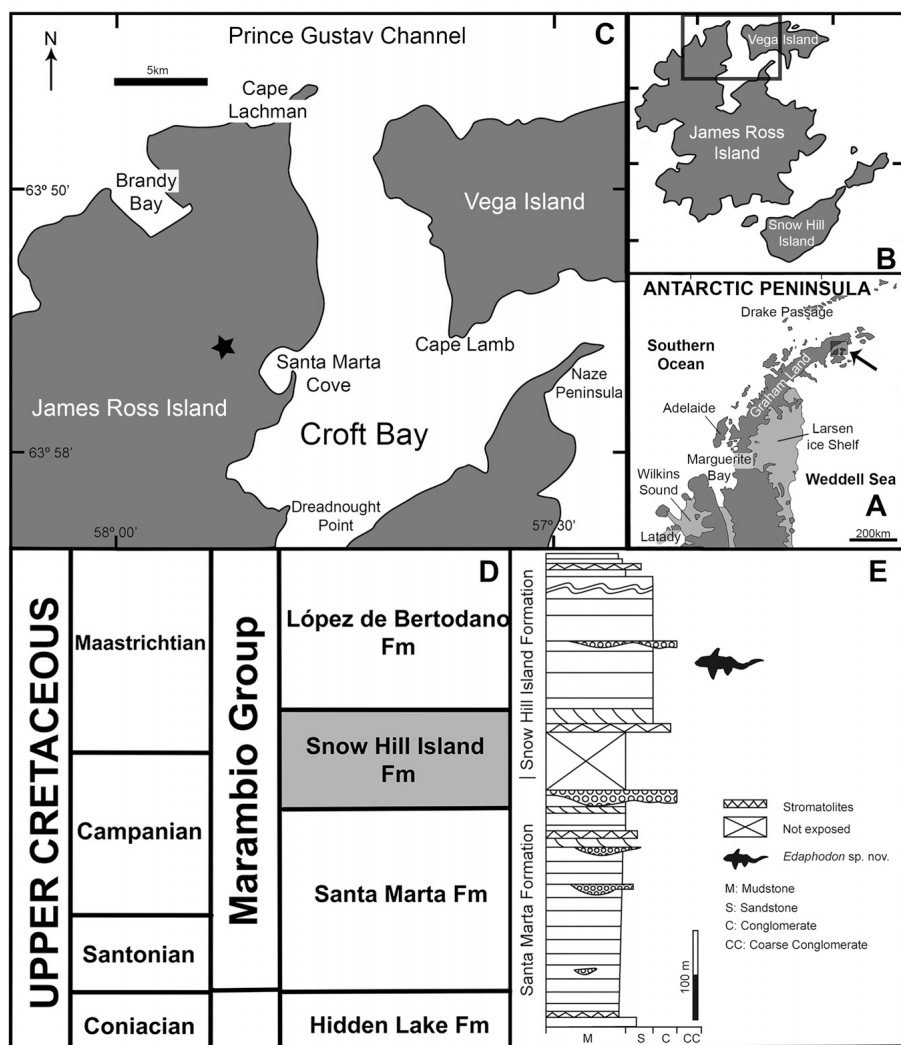 N
Prince Gustav Channel
C
5km
Cape
Lachman
Brandy
Bay
63º 50'
Vega Island
Cape Lamb
Santa Marta
Cove
Naze
Peninsula
James Ross Island
Croft Bay
63º 58'
Dreadnought
Point
58º 00'
57º 30'
Vega Island
James Ross
Island
Snow Hill
Island
B
ANTARCTIC PENINSULA
Drake Passage
Southern
Ocean
Graham Land
Adelaide
Larsen
ice Shelf
Marguerite
Bay
Wilkins
Sound
Weddell Sea
A
Latady
200km
D
UPPER CRETACEOUS
Maastrichtian
Campanian
Santonian
Coniacian
Marambio Group
López de Bertodano
Fm
Snow Hill Island
Fm
Santa Marta Fm
Hidden Lake Fm
E
Snow Hill Island Formation
Santa Marta Formation
Stromatolites
Not exposed
Edaphodon sp. nov.
M: Mudstone
S: Sandstone
C: Conglomerate
CC: Coarse Conglomerate
100 m
M S C CC